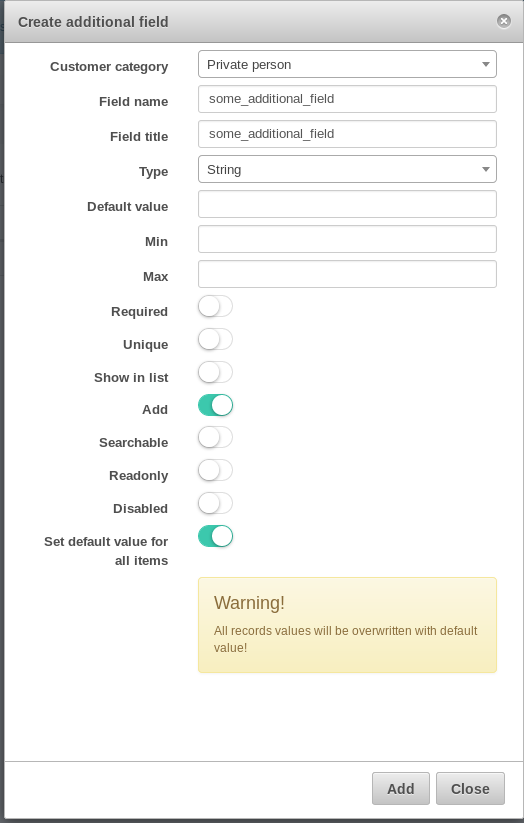 Create additional field
Customer category Private person
Field name some_additional_field
Field title some_additional_field
Type String
Default value
Min
Max
Required
Unique
Show in list
Add
Searchable
Readonly
Disabled
Set default value for
all items
Warning!
All records values will be overwritten with default
value!
Add Close